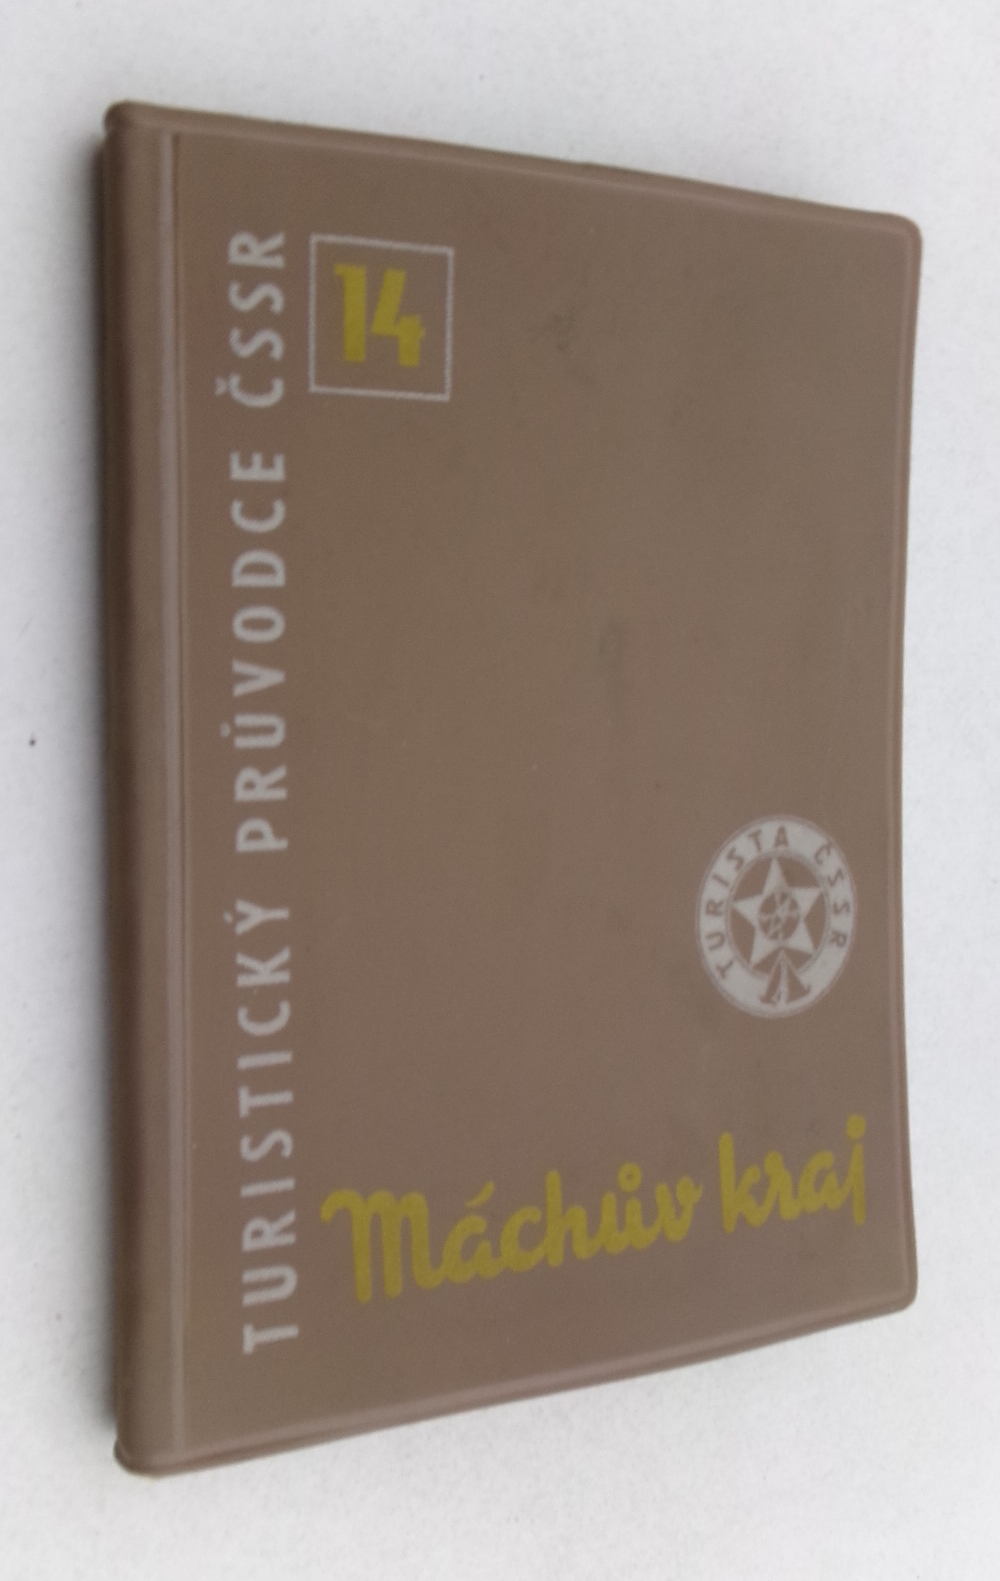 TURISTICKÝ PRŮVODCE ČSSR
14
TURISTA ČSSR
Máchův kraj